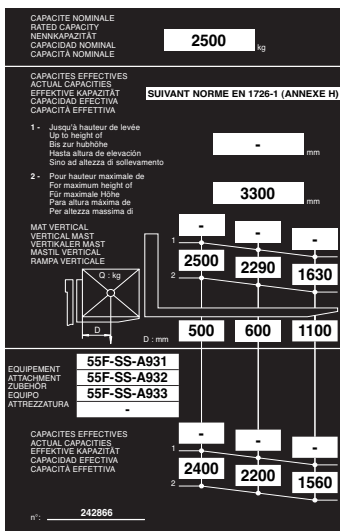 CAPACITE NOMINALE
RATED CAPACITY
NENNKAPAZITÄT
CAPACIDAD NOMINAL
CAPACITÀ NOMINALE
2500 kg
CAPACITES EFFECTIVES
ACTUAL CAPACITIES
EFFEKTIVE KAPAZITÄT
CAPACIDAD EFECTIVA
CAPACITÀ EFFETTIVA
SUIVANT NORME EN 1726-1 (ANNEXE H)
1 - Jusqu'à hauteur de levée
Up to height of
Bis zur hubhöhe
Hasta altura de elevación
Sino ad altezza di sollevamento
- mm
2 - Pour hauteur maximale de
For maximum height of
Für maximale Höhe
Para altura máxima de
Per altezza massima di
3300 mm
MAT VERTICAL
VERTICAL MAST
VERTIKALER MAST
MASTIL VERTICAL
RAMPA VERTICALE
1 - - -
2 2500 2290 1630
Q : kg
D
D : mm 500 600 1100
EQUIPEMENT
ATTACHMENT
ZUBEHÖR
EQUIPO
ATTREZZATURA
55F-SS-A931
55F-SS-A932
55F-SS-A933
-
CAPACITES EFFECTIVES
ACTUAL CAPACITIES
EFFEKTIVE KAPAZITÄT
CAPACIDAD EFECTIVA
CAPACITÀ EFFETTIVA
1 - - -
2 2400 2200 1560
n°: 242866